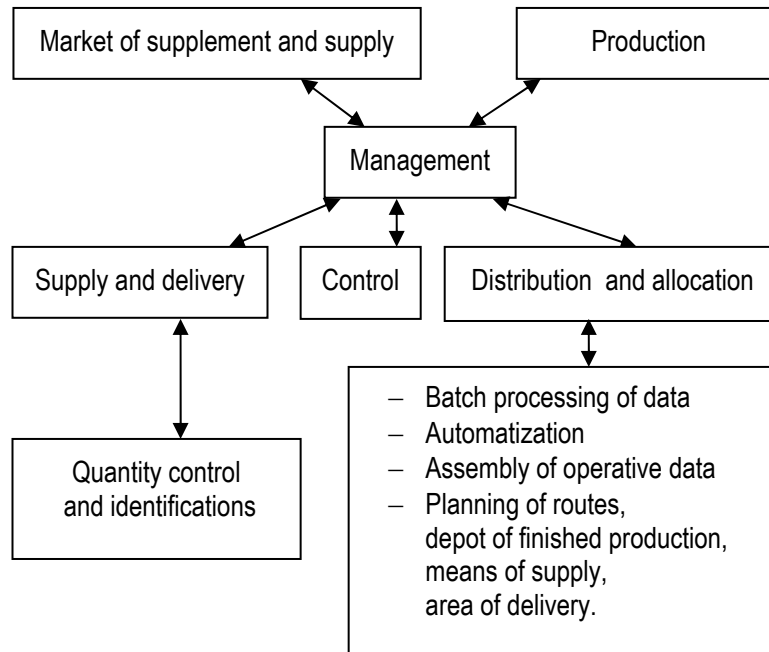 Market of supplement and supply
Production
Management
Supply and delivery
Control
Distribution and allocation
Quantity control
and identifications
– Batch processing of data
– Automatization
– Assembly of operative data
– Planning of routes,
depot of finished production,
means of supply,
area of delivery.